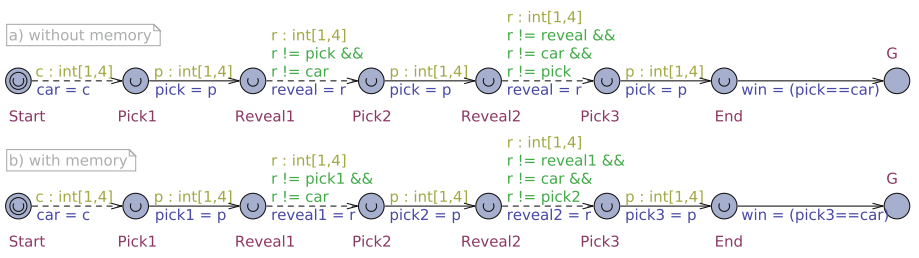 a) without memory
r : int[1,4]
r != pick &&
r != car
r : int[1,4]
r != reveal &&
r != car &&
r != pick
G
c : int[1,4]
car = c
p : int[1,4]
pick = p
reveal = r
p : int[1,4]
pick = p
reveal = r
p : int[1,4]
pick = p
win = (pick==car)
Start
Pick1
Reveal1
Pick2
Reveal2
Pick3
End
b) with memory
r : int[1,4]
r != pick1 &&
r != car
r : int[1,4]
r != reveal1 &&
r != car &&
r != pick2
G
c : int[1,4]
car = c
p : int[1,4]
pick1 = p
reveal1 = r
p : int[1,4]
pick2 = p
reveal2 = r
p : int[1,4]
pick3 = p
win = (pick3==car)
Start
Pick1
Reveal1
Pick2
Reveal2
Pick3
End